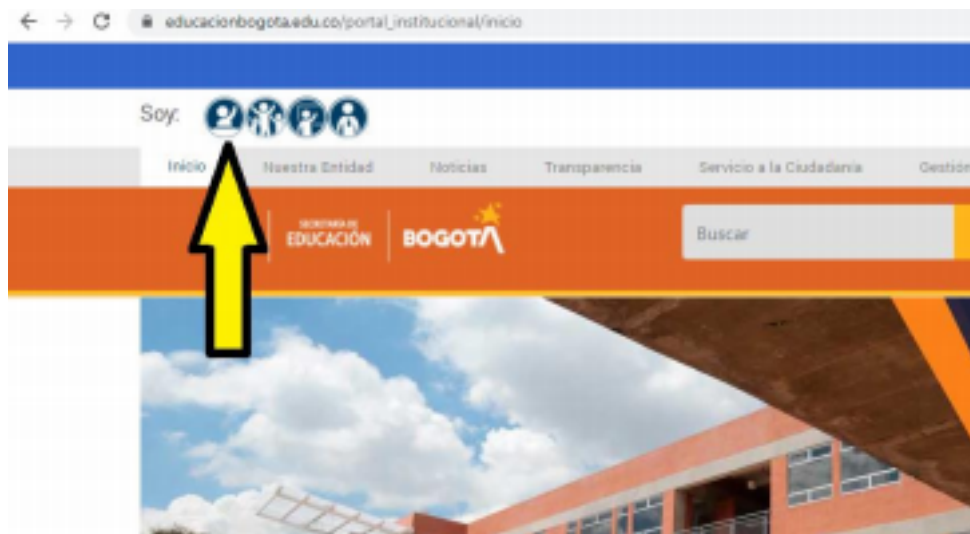 educacionbogota.edu.co/portal_institucional/inicio
Soy:
Inicio Nuestra Entidad Noticias Transparencia Servicio a la Ciudadanía Gestión
SECRETARÍA DE
EDUCACIÓN BOGOTÁ Buscar